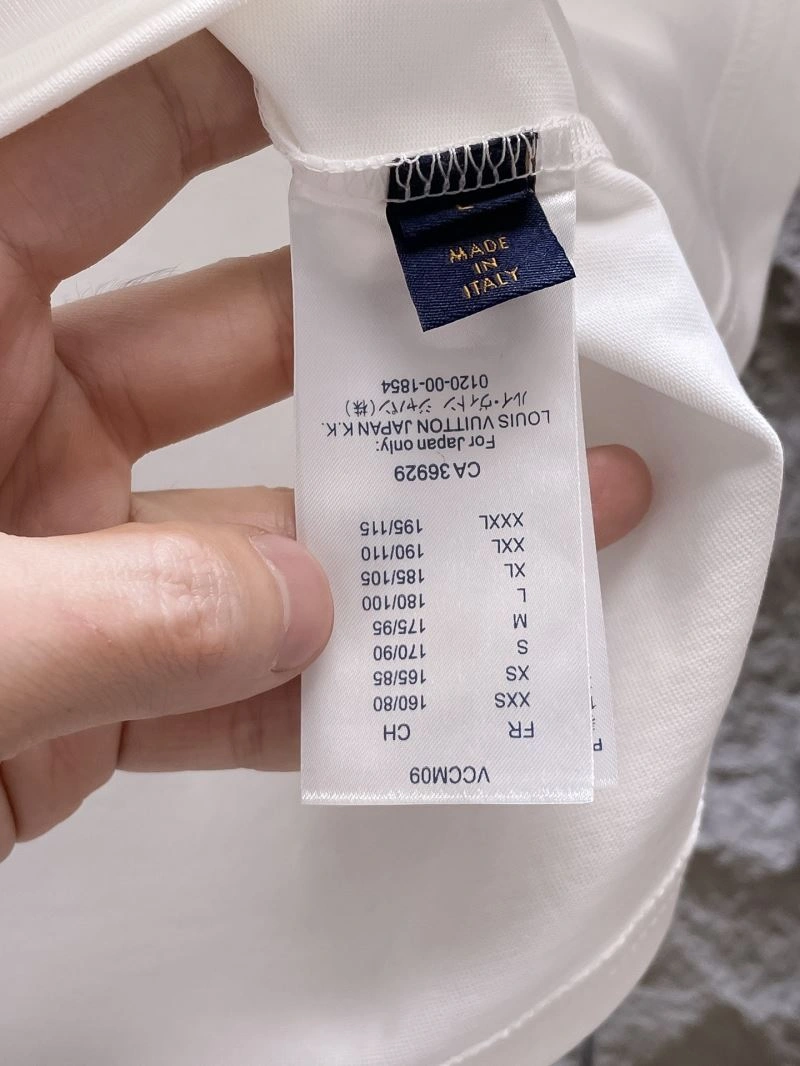 L
MADE
IN
ITALY
VCCM09
FR CH
XXS 160/80
XS 165/85
S 170/90
M 175/95
L 180/100
XL 185/105
XXL 190/110
XXXL 195/115
CA 36929
For Japan only:
LOUIS VUITTON JAPAN K.K.
ルイ・ヴィトン ジャパン(株)
0120-00-1854